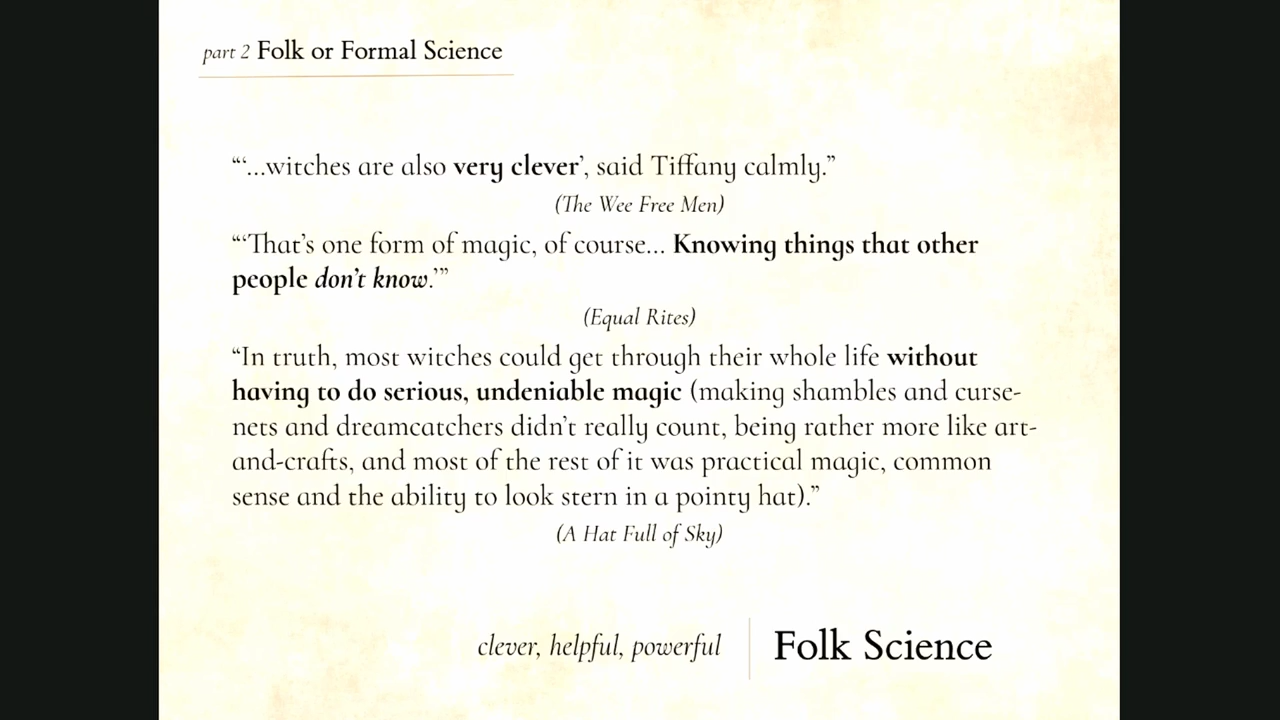 part 2 Folk or Formal Science
“‘...witches are also very clever’, said Tiffany calmly.”
(The Wee Free Men)
“‘That’s one form of magic, of course... Knowing things that other
people don’t know.’”
(Equal Rites)
“In truth, most witches could get through their whole life without
having to do serious, undeniable magic (making shambles and curse-
nets and dreamcatchers didn’t really count, being rather more like art-
and-crafts, and most of the rest of it was practical magic, common
sense and the ability to look stern in a pointy hat).”
(A Hat Full of Sky)
clever, helpful, powerful
Folk Science